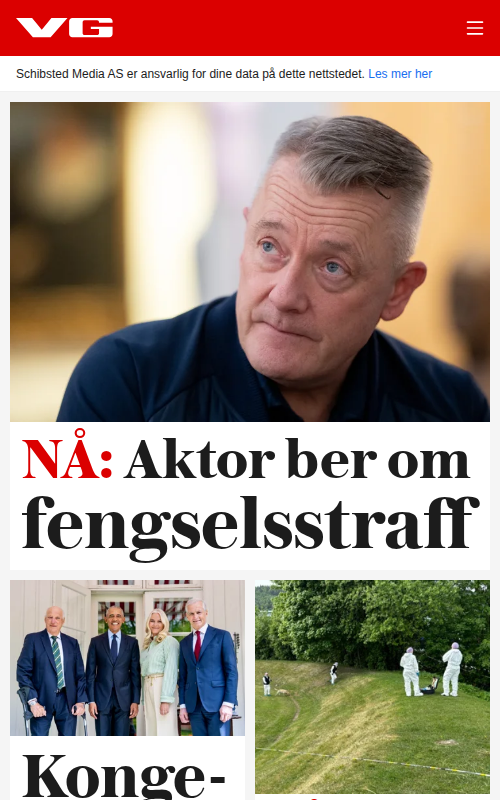 VG
Schibsted Media AS er ansvarlig for dine data på dette nettstedet. Les mer her
NÅ: Aktor ber om
fengselsstraff
Konge-